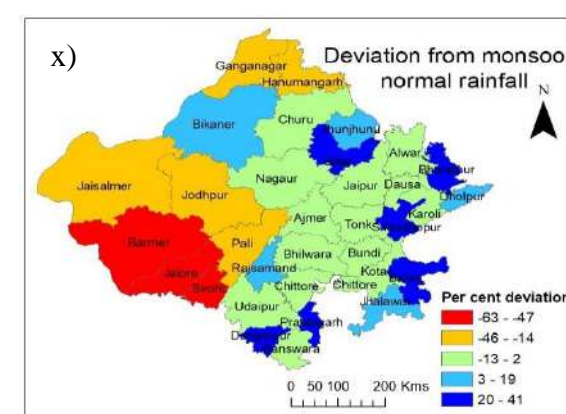 x)
Deviation from monsoo
normal rainfall
N
Ganganagar
Hanumangarh
Bikaner
Churu
Jhunjhunu
Alwar
Nagaur
Jaipur
Dausa
Dholpur
Jaisalmer
Jodhpur
Karoli
Ajmer
Tonk
Barmer
Pali
Rajsamand
Bhilwara
Bundi
Jalore
Kota
Sirohi
Chittore
Chittore
Jhalawar
Udaipur
Per cent deviation
-63 - -47
-46 - -14
-13 - 2
3 - 19
20 - 41
0 50 100 200 Kms